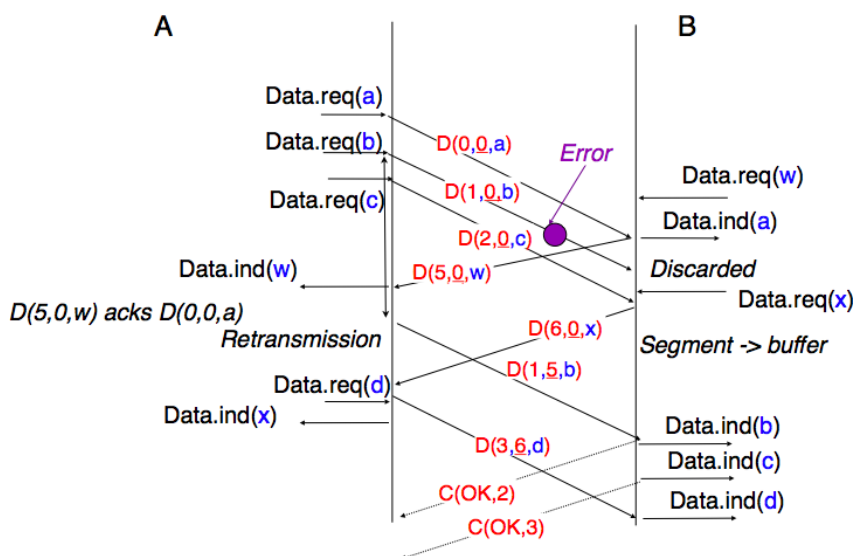 A
B
Data.req(a)
D(0,0,a)
Error
Data.req(b)
D(1,0,b)
Data.req(w)
Data.req(c)
Data.ind(a)
D(2,0,c)
Data.ind(w)
D(5,0,w)
Discarded
Data.req(x)
D(5,0,w) acks D(0,0,a)
D(6,0,x)
Retransmission
Segment -> buffer
D(1,5,b)
Data.req(d)
Data.ind(x)
Data.ind(b)
D(3,6,d)
Data.ind(c)
C(OK,2)
Data.ind(d)
C(OK,3)